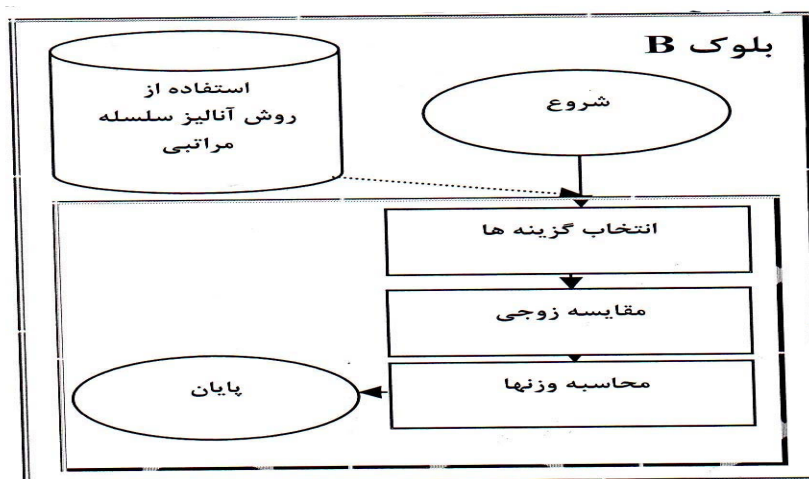 بلوک B
شروع
استفاده از
روش آنالیز سلسله
مراتبی
انتخاب گزینه ها
مقایسه زوجی
محاسبه وزنها
پایان